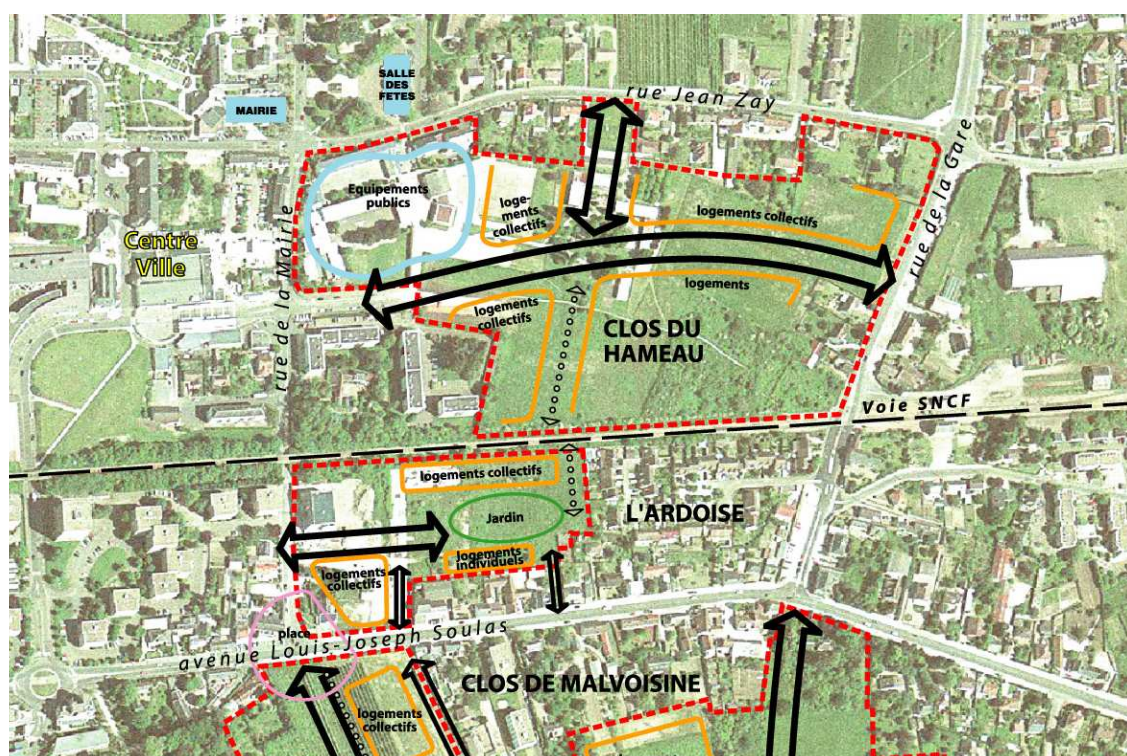 SALLE
DES
FETES
MAIRIE
rue Jean Zay
rue de la Gare
Equipements
publics
loge-
ments
collectifs
logements collectifs
Centre
Ville
rue de la Mairie
logements
logements
collectifs
CLOS DU
HAMEAU
Voie SNCF
logements collectifs
Jardin
L'ARDOISE
logements
individuels
logements
collectifs
place
avenue Louis-Joseph Soulas
CLOS DE MALVOISINE
logements
collectifs